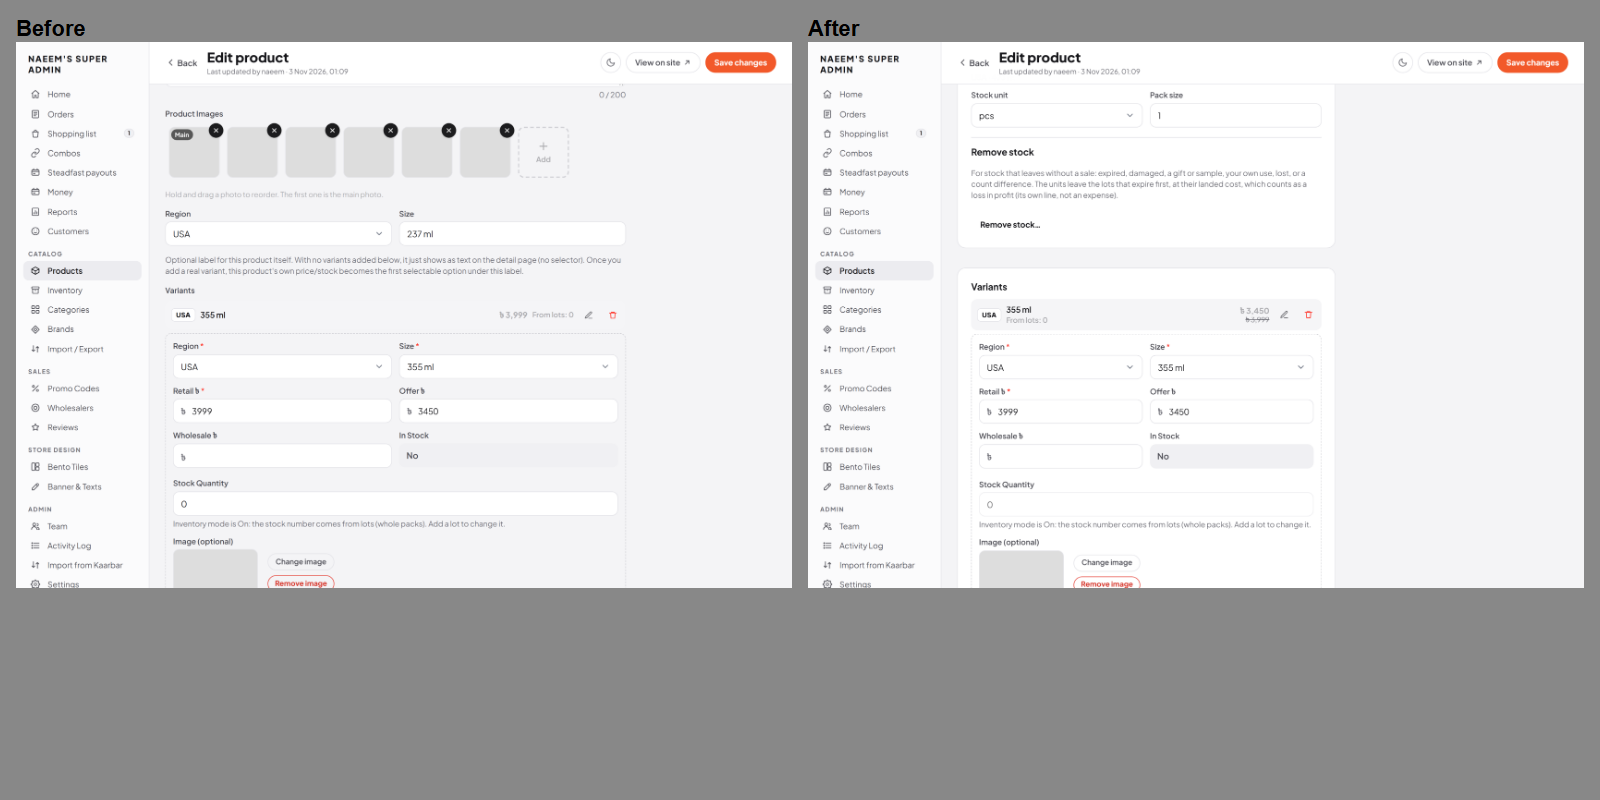 Before
NAEEM'S SUPER
ADMIN
Home
Orders
Shopping list 1
Combos
Steadfast payouts
Money
Reports
Customers
CATALOG
Products
Inventory
Categories
Brands
Import / Export
SALES
Promo Codes
Wholesalers
Reviews
STORE DESIGN
Bento Tiles
Banner & Texts
ADMIN
Team
Activity Log
Import from Kaarbar
Settings
Back
Edit product
Last updated by naeem · 3 Nov 2026, 01:09
View on site ↗
Save changes
0 / 200
Product Images
Main
Add
Hold and drag a photo to reorder. The first one is the main photo.
Region Size
USA 237 ml
Optional label for this product itself. With no variants added below, it just shows as text on the detail page (no selector). Once you
add a real variant, this product's own price/stock becomes the first selectable option under this label.
Variants
USA 355 ml ৳ 3,999 From lots: 0
Region * Size *
USA 355 ml
Retail ৳ * Offer ৳
৳ 3999 ৳ 3450
Wholesale ৳ In Stock
৳ No
Stock Quantity
0
Inventory mode is On: the stock number comes from lots (whole packs). Add a lot to change it.
Image (optional)
Change image
Remove image
After
NAEEM'S SUPER
ADMIN
Home
Orders
Shopping list 1
Combos
Steadfast payouts
Money
Reports
Customers
CATALOG
Products
Inventory
Categories
Brands
Import / Export
SALES
Promo Codes
Wholesalers
Reviews
STORE DESIGN
Bento Tiles
Banner & Texts
ADMIN
Team
Activity Log
Import from Kaarbar
Settings
Back
Edit product
Last updated by naeem · 3 Nov 2026, 01:09
View on site ↗
Save changes
Stock unit Pack size
pcs 1
Remove stock
For stock that leaves without a sale: expired, damaged, a gift or sample, your own use, lost, or a
count difference. The units leave the lots that expire first, at their landed cost, which counts as a
loss in profit (its own line, not an expense).
Remove stock...
Variants
USA 355 ml ৳ 3,450
From lots: 0 ৳ 3,999
Region * Size *
USA 355 ml
Retail ৳ * Offer ৳
৳ 3999 ৳ 3450
Wholesale ৳ In Stock
৳ No
Stock Quantity
0
Inventory mode is On: the stock number comes from lots (whole packs). Add a lot to change it.
Image (optional)
Change image
Remove image